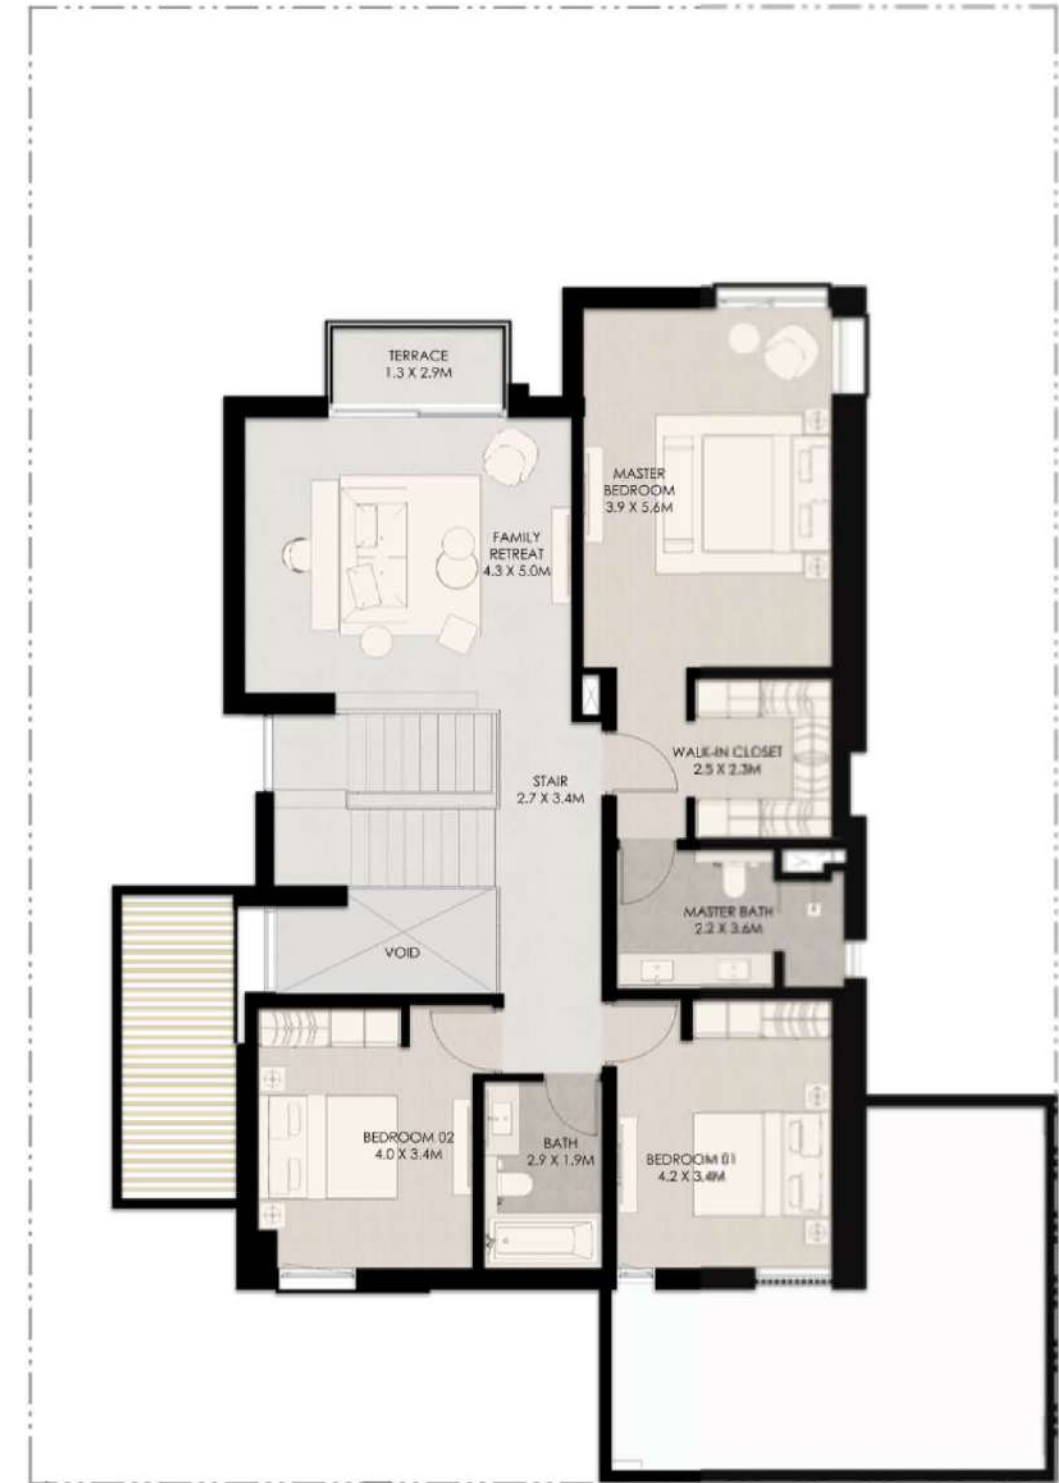 TERRACE
1.3 X 2.9M
MASTER
BEDROOM
3.9 X 5.6M
FAMILY
RETREAT
4.3 X 5.0M
WALK-IN CLOSET
2.5 X 2.3M
STAIR
2.7 X 3.4M
MASTER BATH
2.2 X 3.6M
VOID
BEDROOM 02
4.0 X 3.4M
BATH
2.9 X 1.9M
BEDROOM 01
4.2 X 3.4M